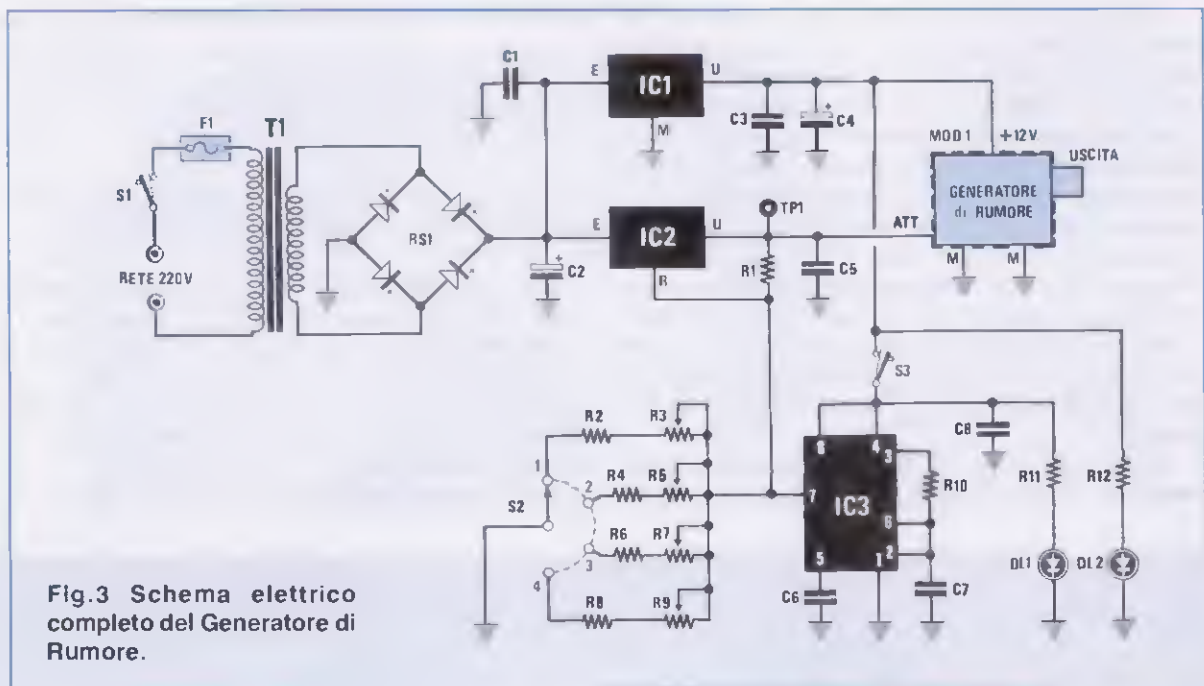 C1
E
IC1
U
M
C3
C4
+
F1
T1
S1
RETE 220V
RS1
C2
+
E
IC2
U
R
TP1
R1
C5
ATT
MOD1
+12V
USCITA
GENERATORE
di RUMORE
M
M
S3
1
R2
R3
2
R4
R5
S2
3
R6
R7
4
R8
R9
8
4
3
7
IC3
6
5
1
2
C6
R10
C7
C8
R11
R12
DL1
DL2
Fig.3 Schema elettrico
completo del Generatore di
Rumore.